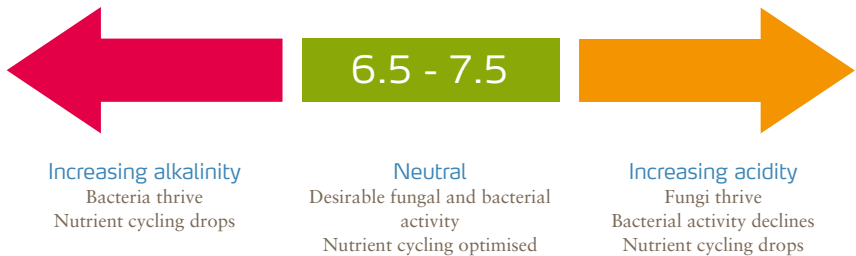 6.5 - 7.5
Increasing alkalinity
Bacteria thrive
Nutrient cycling drops
Neutral
Desirable fungal and bacterial
activity
Nutrient cycling optimised
Increasing acidity
Fungi thrive
Bacterial activity declines
Nutrient cycling drops